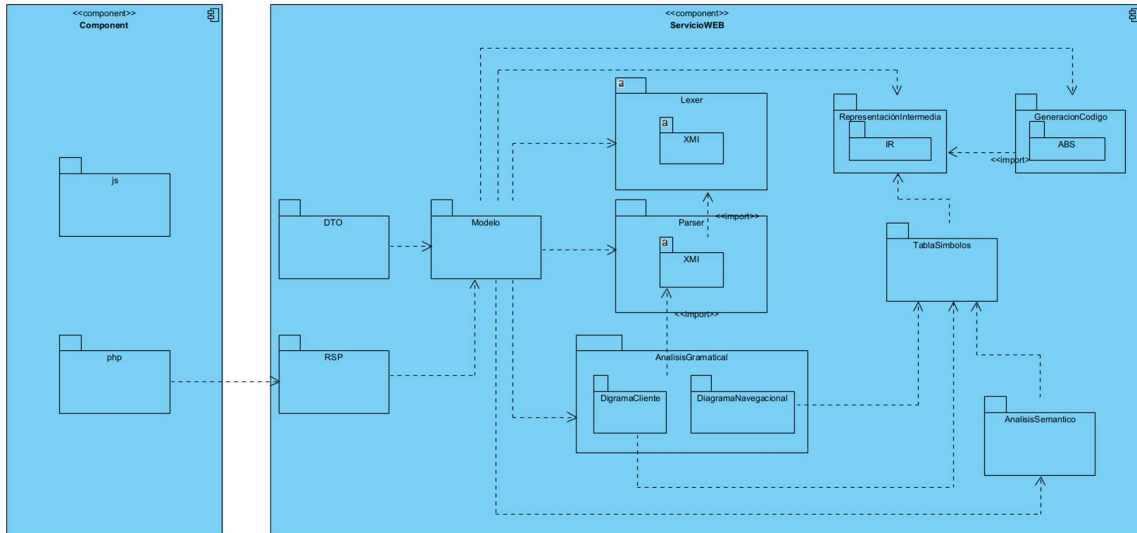 <<component>>
Component
js
php
<<component>>
ServicioWEB
a
Lexer
a
XMI
RepresentaciónIntermedia
IR
GeneracionCodigo
ABS
<<import>
DTO
Modelo
Parser
<<import>>
a
XMI
TablaSimbolos
<<import>>
RSP
AnalisisGramatical
DigramaCliente
DiagramaNavegacional
AnalisisSemantico